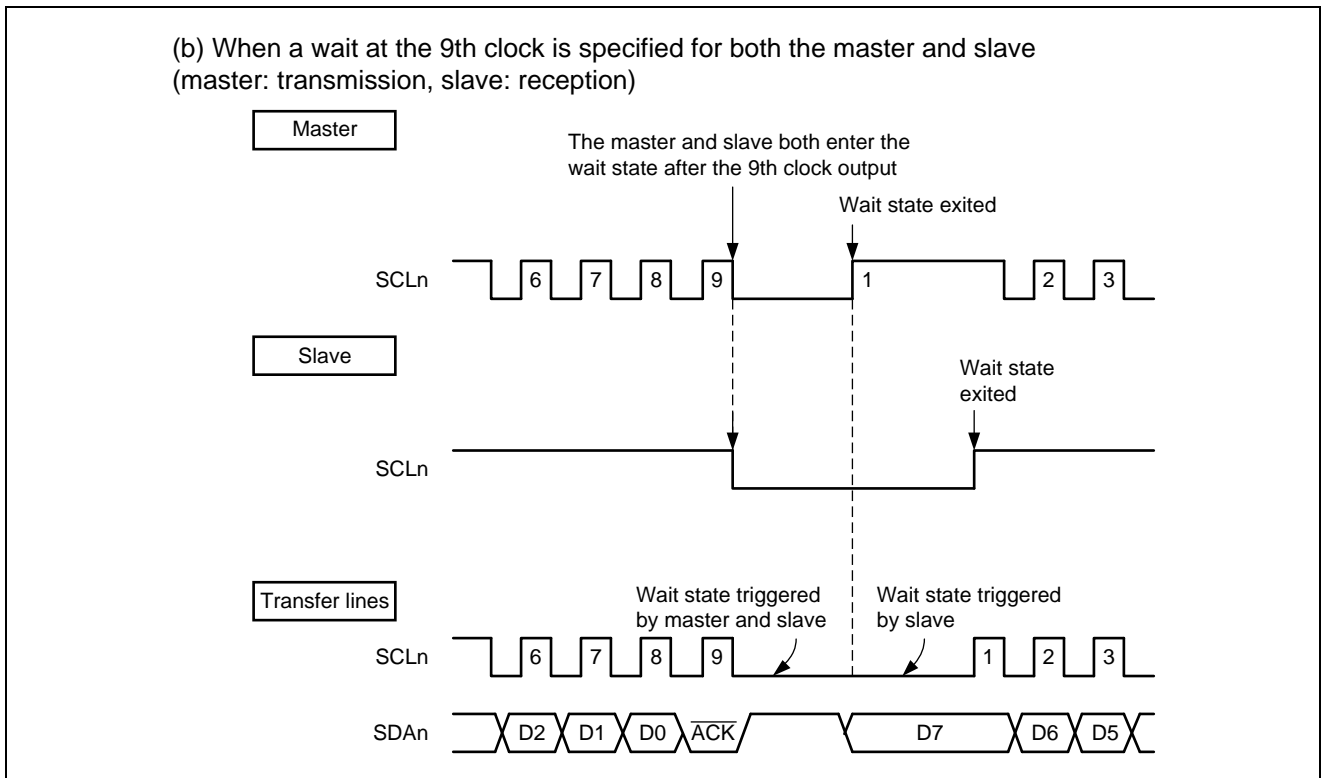 (b) When a wait at the 9th clock is specified for both the master and slave
(master: transmission, slave: reception)
Master
The master and slave both enter the
wait state after the 9th clock output
Wait state exited
SCLn 6 7 8 9 1 2 3
Slave
Wait state
exited
SCLn
Transfer lines
Wait state triggered
by master and slave
Wait state triggered
by slave
SCLn 6 7 8 9 1 2 3
SDAn D2 D1 D0 ACK D7 D6 D5